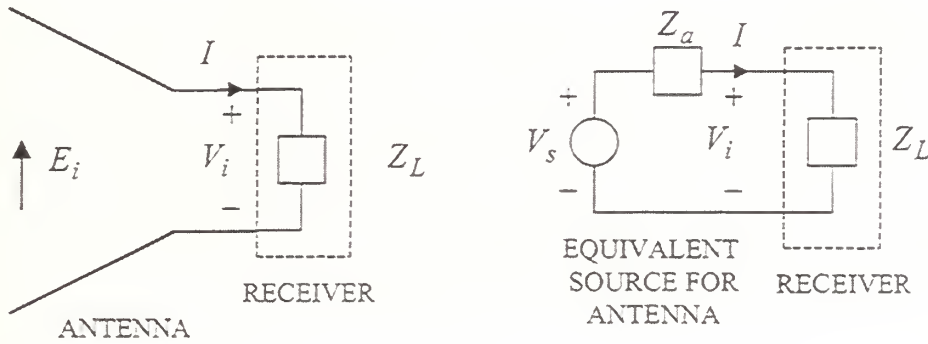 I
+
E_i
V_i
Z_L
−
RECEIVER
ANTENNA
Z_a
I
+
+
V_s
V_i
Z_L
−
−
EQUIVALENT
SOURCE FOR
ANTENNA
RECEIVER